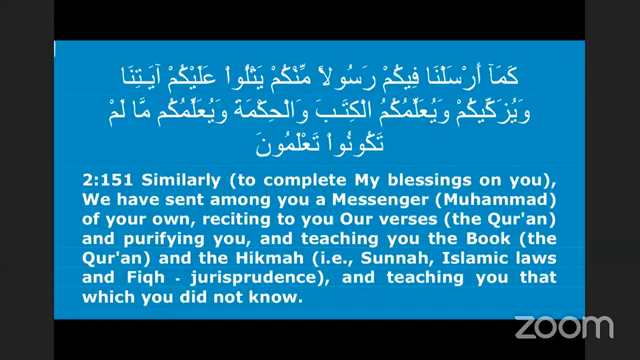 كَمَآ أَرْسَلْنَا فِيكُمْ رَسُولاً مِّنْكُمْ يَتْلُواْ عَلَيْكُمْ آيَـتِنَا
وَيُزَكِّيكُمْ وَيُعَلِّمُكُمُ الْكِتَـبَ وَالْحِكْمَةَ وَيُعَلِّمُكُم مَّا لَمْ
تَكُونُواْ تَعْلَمُونَ
2:151 Similarly (to complete My blessings on you),
We have sent among you a Messenger (Muhammad)
of your own, reciting to you Our verses (the Qur'an)
and purifying you, and teaching you the Book (the
Qur'an) and the Hikmah (i.e., Sunnah, Islamic laws
and Fiqh - jurisprudence), and teaching you that
which you did not know.
zoom